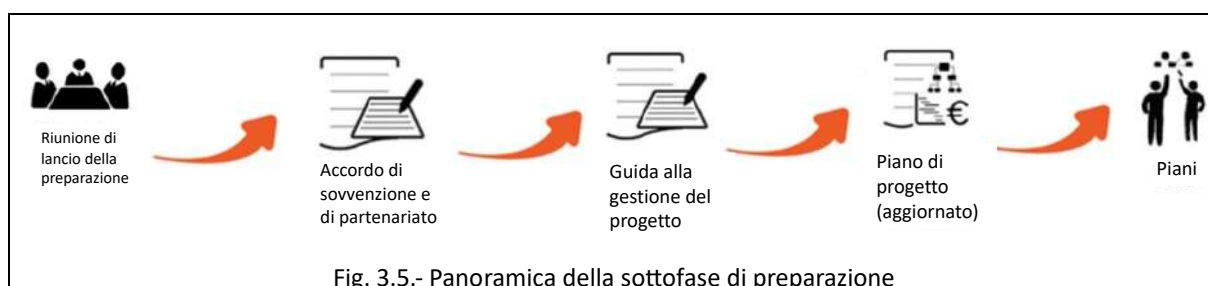 Riunione di
lancio della
preparazione
Accordo di
sovvenzione e
di partenariato
Guida alla
gestione del
progetto
€
Piano di
progetto
(aggiornato)
Piani
Fig. 3.5.- Panoramica della sottofase di preparazione